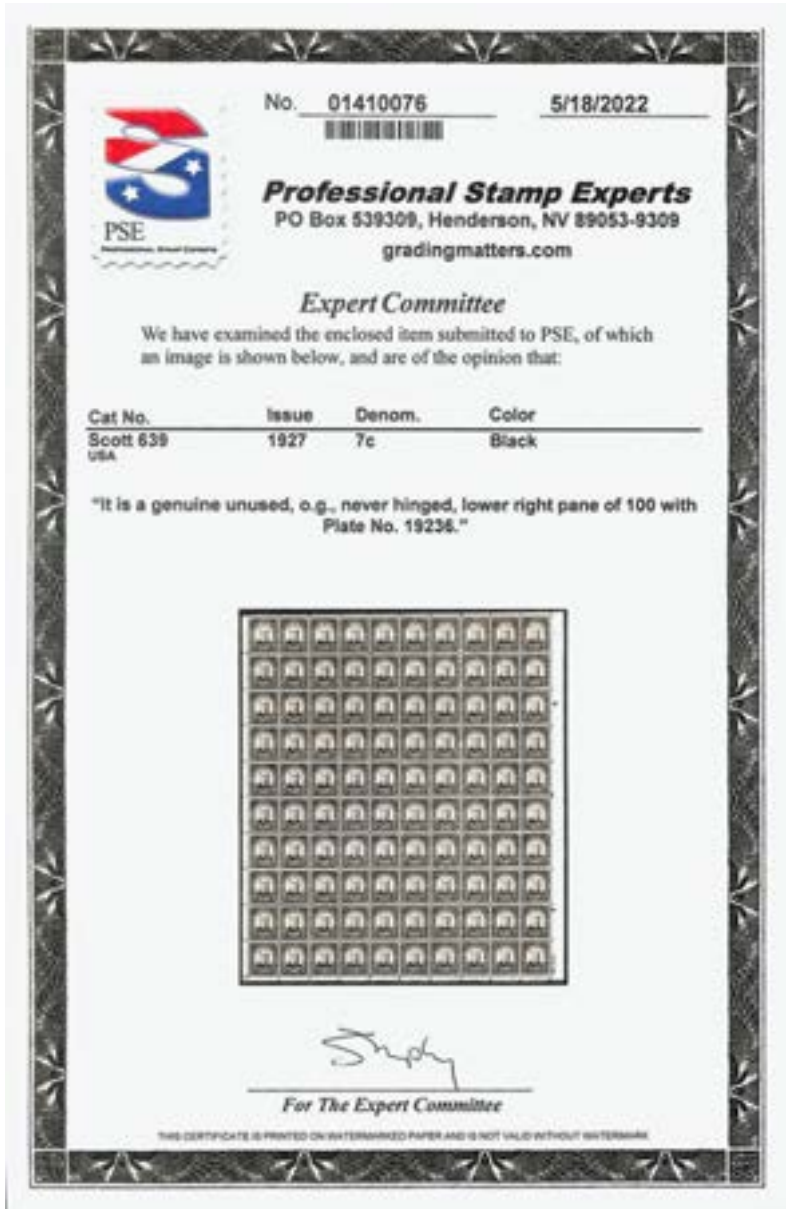 No. 01410076 5/18/2022
PSE
Professional Stamp Experts
PO Box 539309, Henderson, NV 89053-9309
gradingmatters.com
Expert Committee
We have examined the enclosed item submitted to PSE, of which
an image is shown below, and are of the opinion that:
Cat No. Issue Denom. Color
Scott 639 1927 7c Black
USA
"It is a genuine unused, o.g., never hinged, lower right pane of 100 with
Plate No. 19236."
For The Expert Committee
THIS CERTIFICATE IS PRINTED ON WATERMARKED PAPER AND IS NOT VALID WITHOUT WATERMARK